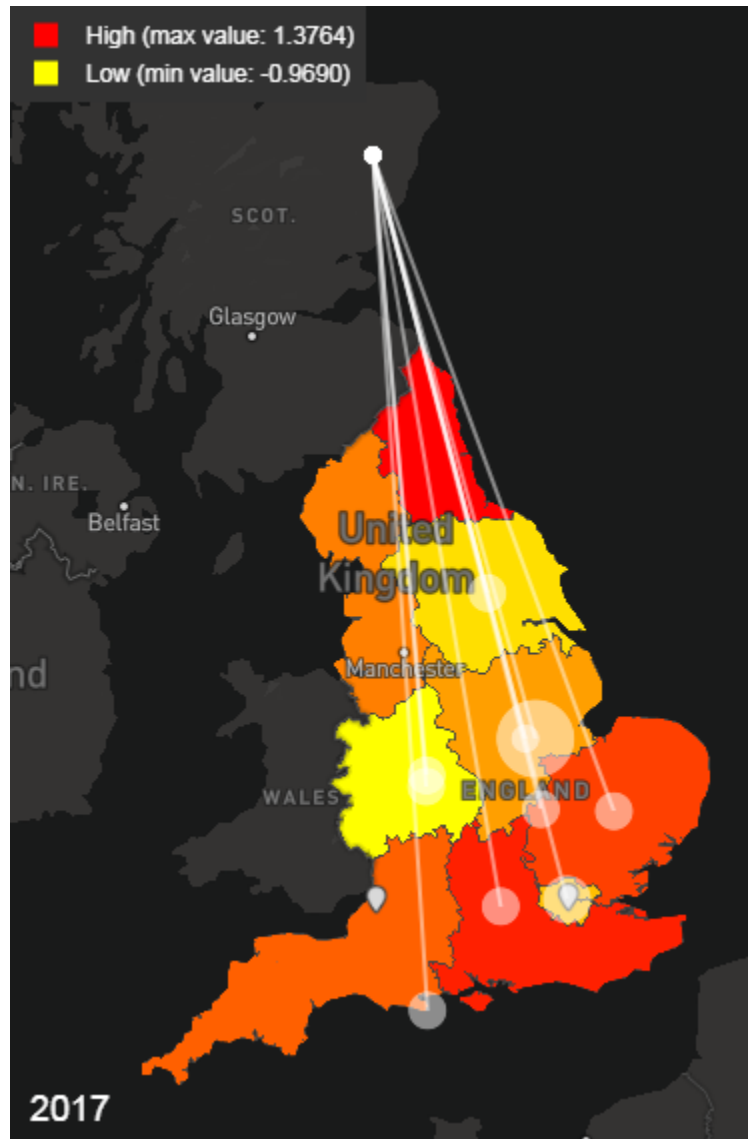 High (max value: 1.3764)
Low (min value: -0.9690)
SCOT.
Glasgow
N. IRE.
Belfast
United
Kingdom
Manchester
nd
ENGLAND
WALES
2017